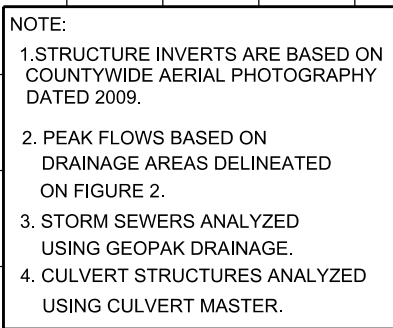 NOTE:
1.STRUCTURE INVERTS ARE BASED ON
COUNTYWIDE AERIAL PHOTOGRAPHY
DATED 2009.
2. PEAK FLOWS BASED ON
DRAINAGE AREAS DELINEATED
ON FIGURE 2.
3. STORM SEWERS ANALYZED
USING GEOPAK DRAINAGE.
4. CULVERT STRUCTURES ANALYZED
USING CULVERT MASTER.